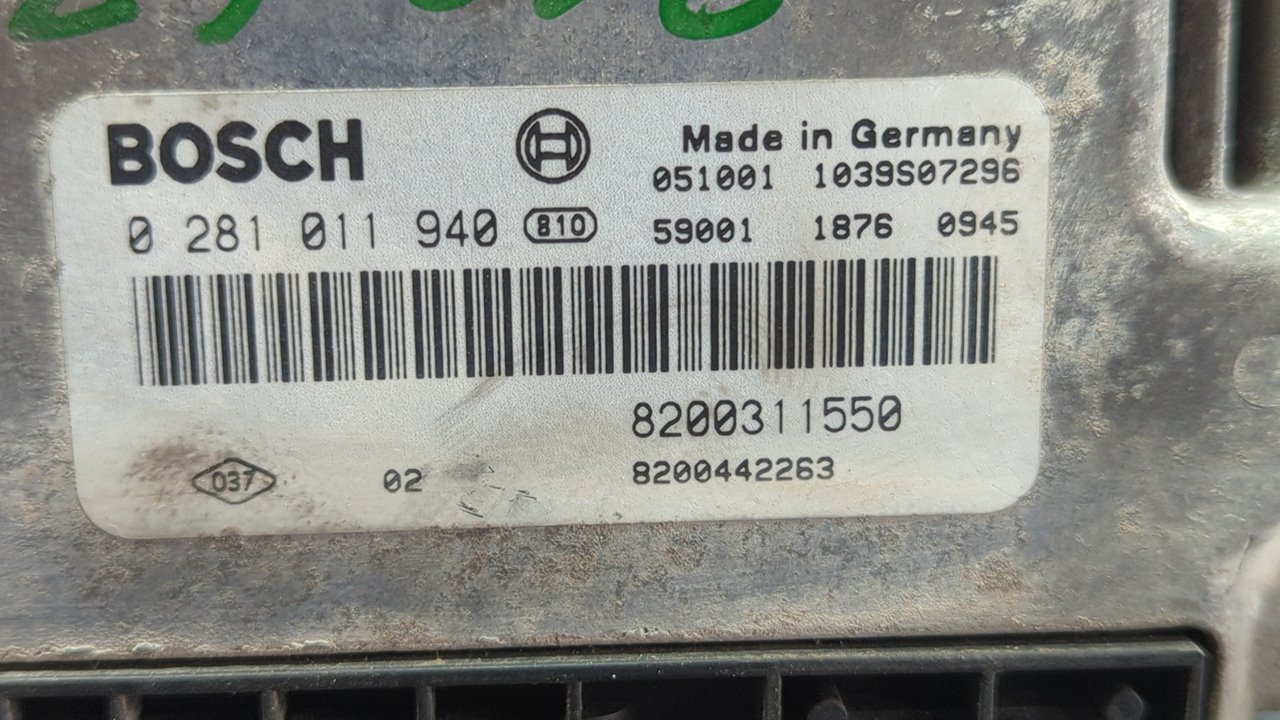 BOSCH
Made in Germany
051001 1039S07296
0 281 011 940 810 59001 1876 0945
8200311550
037 02 8200442263